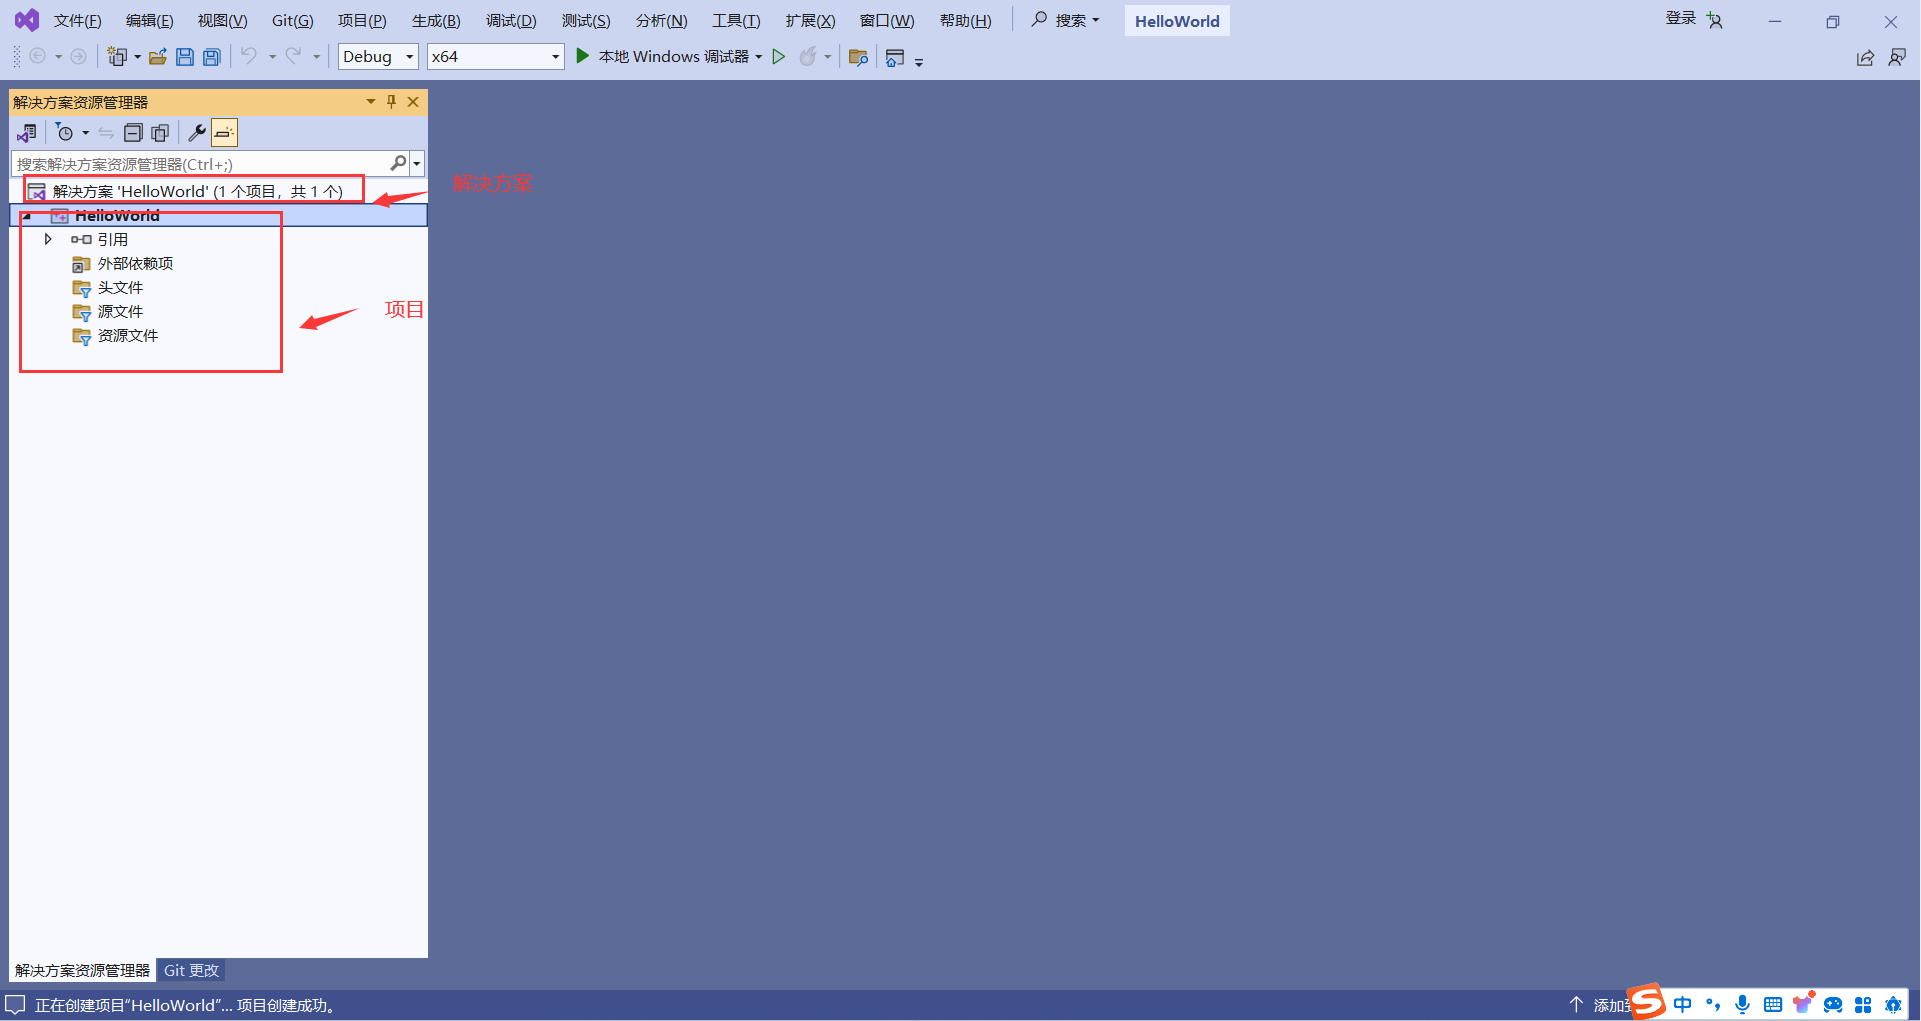 文件(F) 编辑(E) 视图(V) Git(G) 项目(P) 生成(B) 调试(D) 测试(S) 分析(N) 工具(T) 扩展(X) 窗口(W) 帮助(H) 搜索 HelloWorld 登录
Debug x64 本地 Windows 调试器
解决方案资源管理器
搜索解决方案资源管理器(Ctrl+;)
解决方案 'HelloWorld' (1 个项目，共 1 个)
解决方案
HelloWorld
引用
外部依赖项
头文件
源文件
资源文件
项目
解决方案资源管理器 Git 更改
正在创建项目“HelloWorld”... 项目创建成功。
添加 中